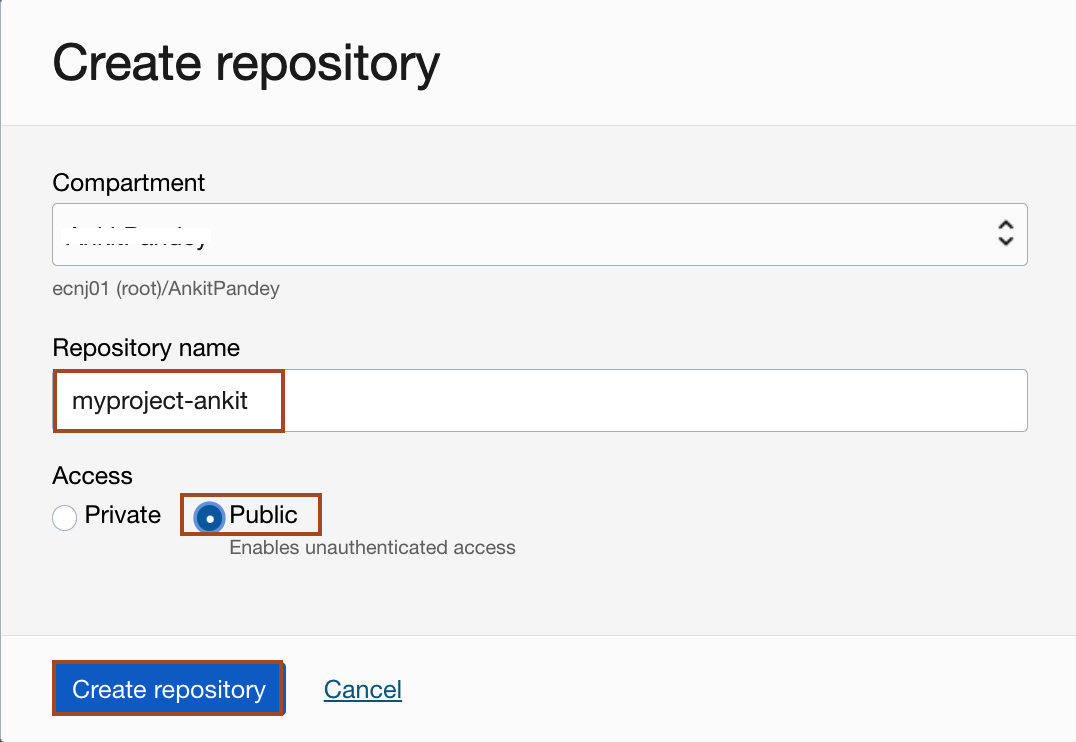 Create repository
Compartment
ecnj01 (root)/AnkitPandey
Repository name
myproject-ankit
Access
Private Public
Enables unauthenticated access
Create repository Cancel